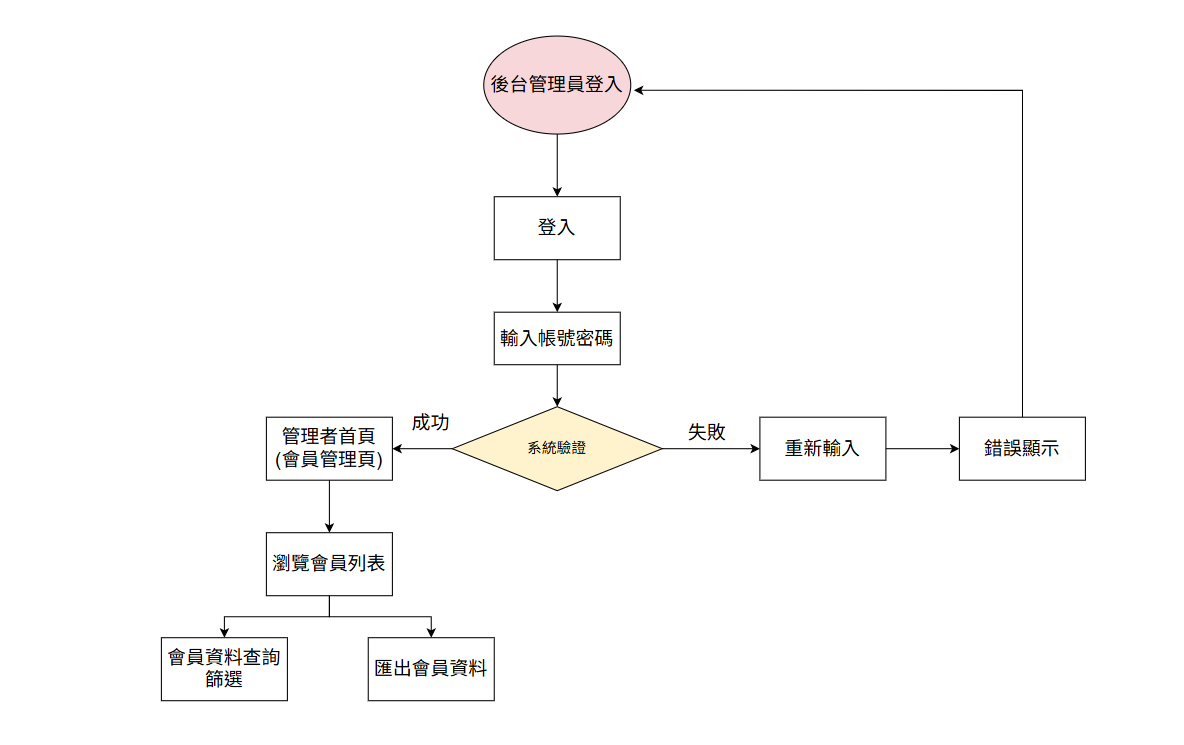 後台管理員登入
登入
輸入帳號密碼
成功
失敗
管理者首頁
(會員管理頁)
系統驗證
重新輸入
錯誤顯示
瀏覽會員列表
會員資料查詢
篩選
匯出會員資料